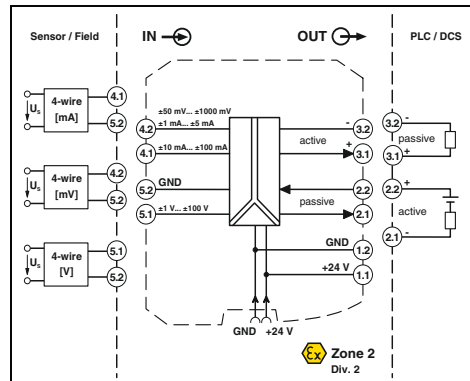 Sensor / Field
IN
OUT
PLC / DCS
Us
4-wire
[mA]
4.1
5.2
Us
4-wire
[mV]
4.2
5.2
Us
4-wire
[V]
5.1
5.2
±50 mV... ±1000 mV
4.2
±1 mA... ±5 mA
4.1
±10 mA... ±100 mA
5.2
GND
5.1
±1 V... ±100 V
-
3.2
active
+
3.1
2.2
passive
2.1
GND
1.2
+24 V
1.1
GND
+24 V
3.2
-
passive
3.1
+
2.2
+
active
2.1
-
Ex
Zone 2
Div. 2